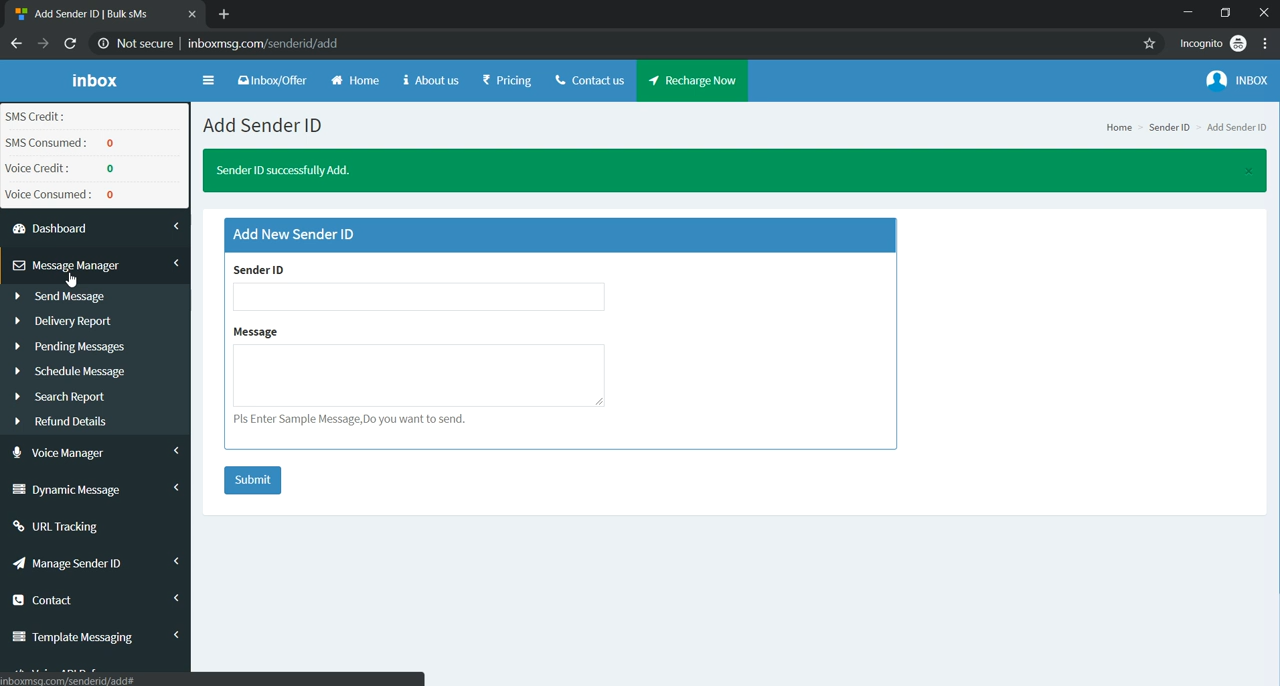 Add Sender ID | Bulk sMs
Not secure | inboxmsg.com/senderid/add
Incognito
inbox
Inbox/Offer
Home
About us
Pricing
Contact us
Recharge Now
INBOX
SMS Credit :
SMS Consumed : 0
Voice Credit : 0
Voice Consumed : 0
Dashboard
Message Manager
Send Message
Delivery Report
Pending Messages
Schedule Message
Search Report
Refund Details
Voice Manager
Dynamic Message
URL Tracking
Manage Sender ID
Contact
Template Messaging
inboxmsg.com/senderid/add#
Add Sender ID
Home > Sender ID > Add Sender ID
Sender ID successfully Add.
Add New Sender ID
Sender ID
Message
Pls Enter Sample Message,Do you want to send.
Submit